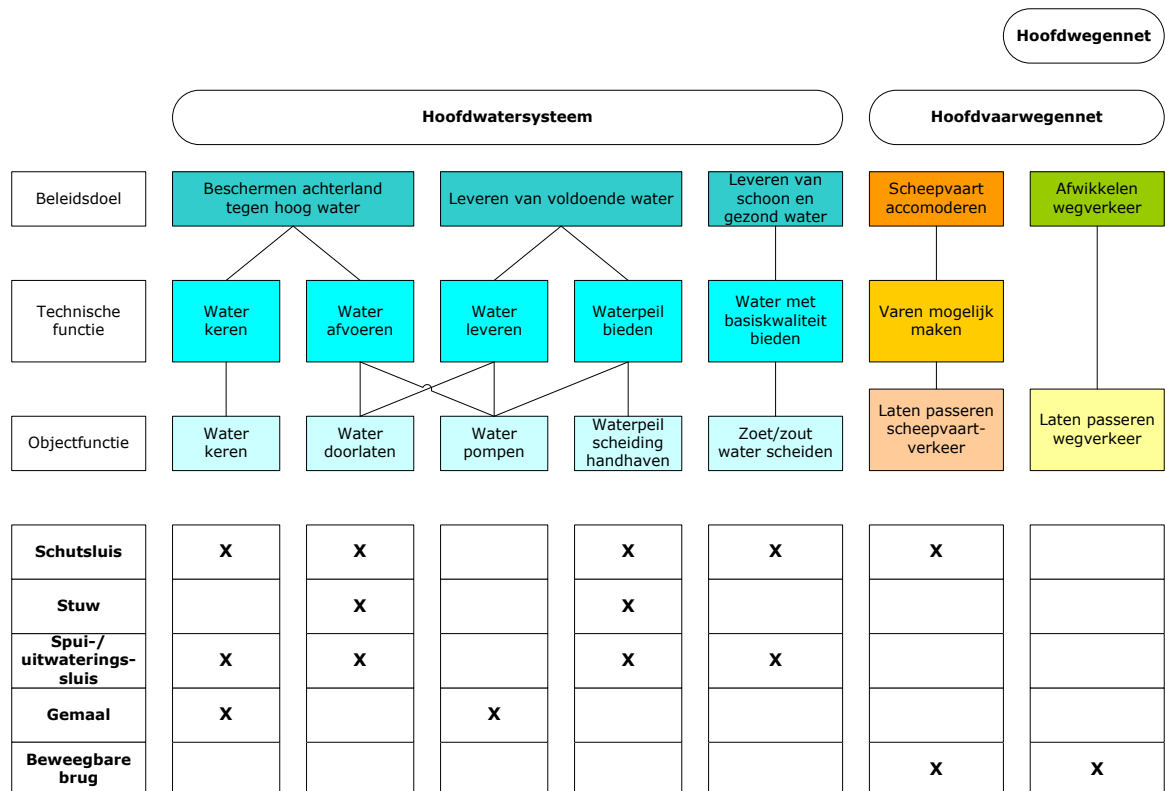 Hoofdwegennet
Hoofdwatersysteem
Hoofdvaarwegennet
Beleidsdoel
Beschermen achterland
tegen hoog water
Leveren van voldoende water
Leveren van
schoon en
gezond water
Scheepvaart
accomoderen
Afwikkelen
wegverkeer
Technische
functie
Water
keren
Water
afvoeren
Water
leveren
Waterpeil
bieden
Water met
basiskwaliteit
bieden
Varen mogelijk
maken
Objectfunctie
Water
keren
Water
doorlaten
Water
pompen
Waterpeil
scheiding
handhaven
Zoet/zout
water scheiden
Laten passeren
scheepvaart-
verkeer
Laten passeren
wegverkeer
Schutsluis X X X X X
Stuw X X
Spui-/
uitwaterings-
sluis
X X X X
Gemaal X X
Beweegbare
brug
X X